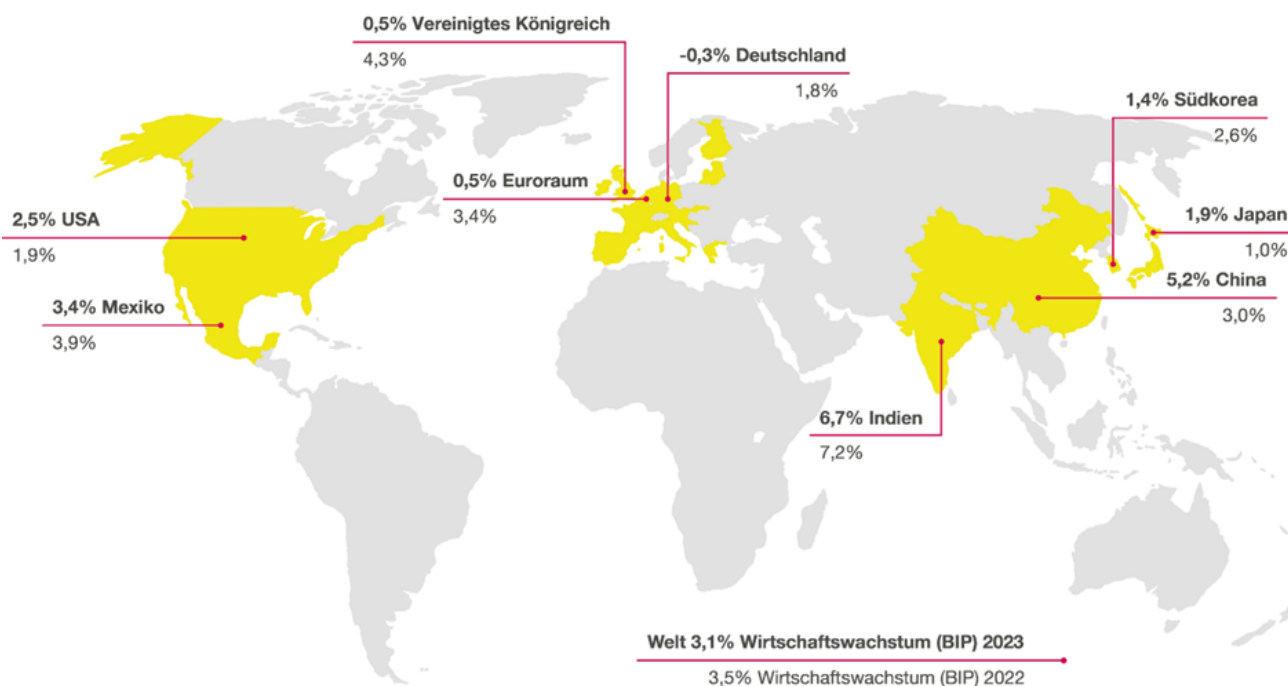 0,5% Vereinigtes Königreich
4,3%
-0,3% Deutschland
1,8%
1,4% Südkorea
2,6%
0,5% Euroraum
3,4%
2,5% USA
1,9%
1,9% Japan
1,0%
5,2% China
3,0%
3,4% Mexiko
3,9%
6,7% Indien
7,2%
Welt 3,1% Wirtschaftswachstum (BIP) 2023
3,5% Wirtschaftswachstum (BIP) 2022